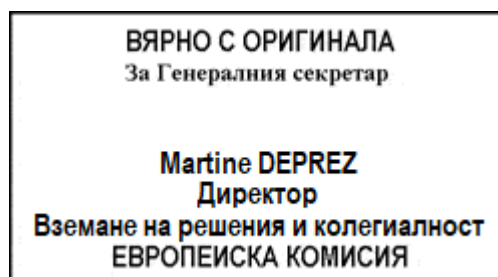 ВЯРНО С ОРИГИНАЛА
За Генералния секретар
Martine DEPREZ
Директор
Вземане на решения и колегиалност
ЕВРОПЕИСКА КОМИСИЯ